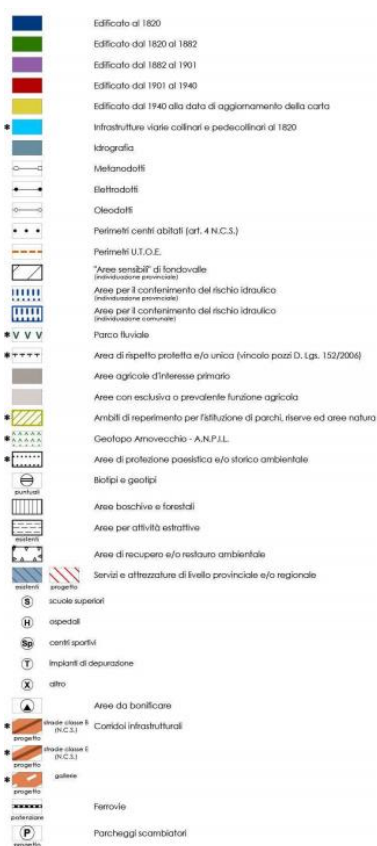 Edificato al 1820
Edificato dal 1820 al 1882
Edificato dal 1882 al 1901
Edificato dal 1901 al 1940
Edificato dal 1940 alla data di aggiornamento della carta
* Infrastrutture viarie collinari e pedecollinari al 1820
Idrografia
Metanodotti
Elettrodotti
Oleodotti
Perimetri centri abitati (art. 4 N.C.S.)
Perimetri U.T.O.E.
"Aree sensibili" di fondovalle
(individuazione provinciale)
Aree per il contenimento del rischio idraulico
(individuazione provinciale)
Aree per il contenimento del rischio idraulico
(individuazione comunale)
* V V V Parco fluviale
* Area di rispetto protetta e/o unica (vincolo pozzi D. Lgs. 152/2006)
Aree agricole d'interesse primario
Aree con esclusiva o prevalente funzione agricola
* Ambiti di reperimento per l'istituzione di parchi, riserve ed aree natura
* Geotopo Arnovecchio - A.N.P.I.L.
* Aree di protezione paesistica e/o storico ambientale
Biotipi e geotipi
puntuali
Aree boschive e forestali
Aree per attività estrattive
esistenti
Aree di recupero e/o restauro ambientale
Servizi e attrezzature di livello provinciale e/o regionale
esistenti progetto
S scuole superiori
H ospedali
Sp centri sportivi
T impianti di depurazione
X altro
Aree da bonificare
* strade classe B Corridoi infrastrutturali
(N.C.S.)
progetto
* strade classe E
(N.C.S.)
progetto
* gallerie
progetto
Ferrovie
potenziare
P Parcheggi scambiatori
progetto